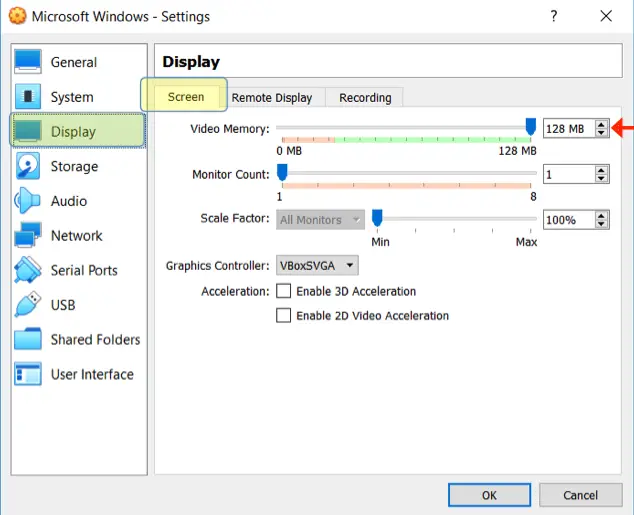 Microsoft Windows - Settings ? ×
General
System
Display
Storage
Audio
Network
Serial Ports
USB
Shared Folders
User Interface
Display
Screen Remote Display Recording
Video Memory: 128 MB
0 MB 128 MB
Monitor Count: 1
1 8
Scale Factor: All Monitors 100%
Min Max
Graphics Controller: VBoxSVGA
Acceleration: Enable 3D Acceleration
Enable 2D Video Acceleration
OK Cancel